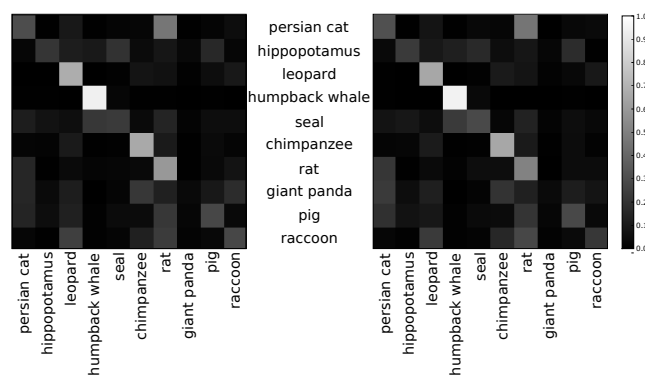 persian cat
hippopotamus
leopard
humpback whale
seal
chimpanzee
rat
giant panda
pig
raccoon
persian cat
hippopotamus
leopard
humpback whale
seal
chimpanzee
rat
giant panda
pig
raccoon
persian cat
hippopotamus
leopard
humpback whale
seal
chimpanzee
rat
giant panda
pig
raccoon
1.0
0.9
0.8
0.7
0.6
0.5
0.4
0.3
0.2
0.1
0.0